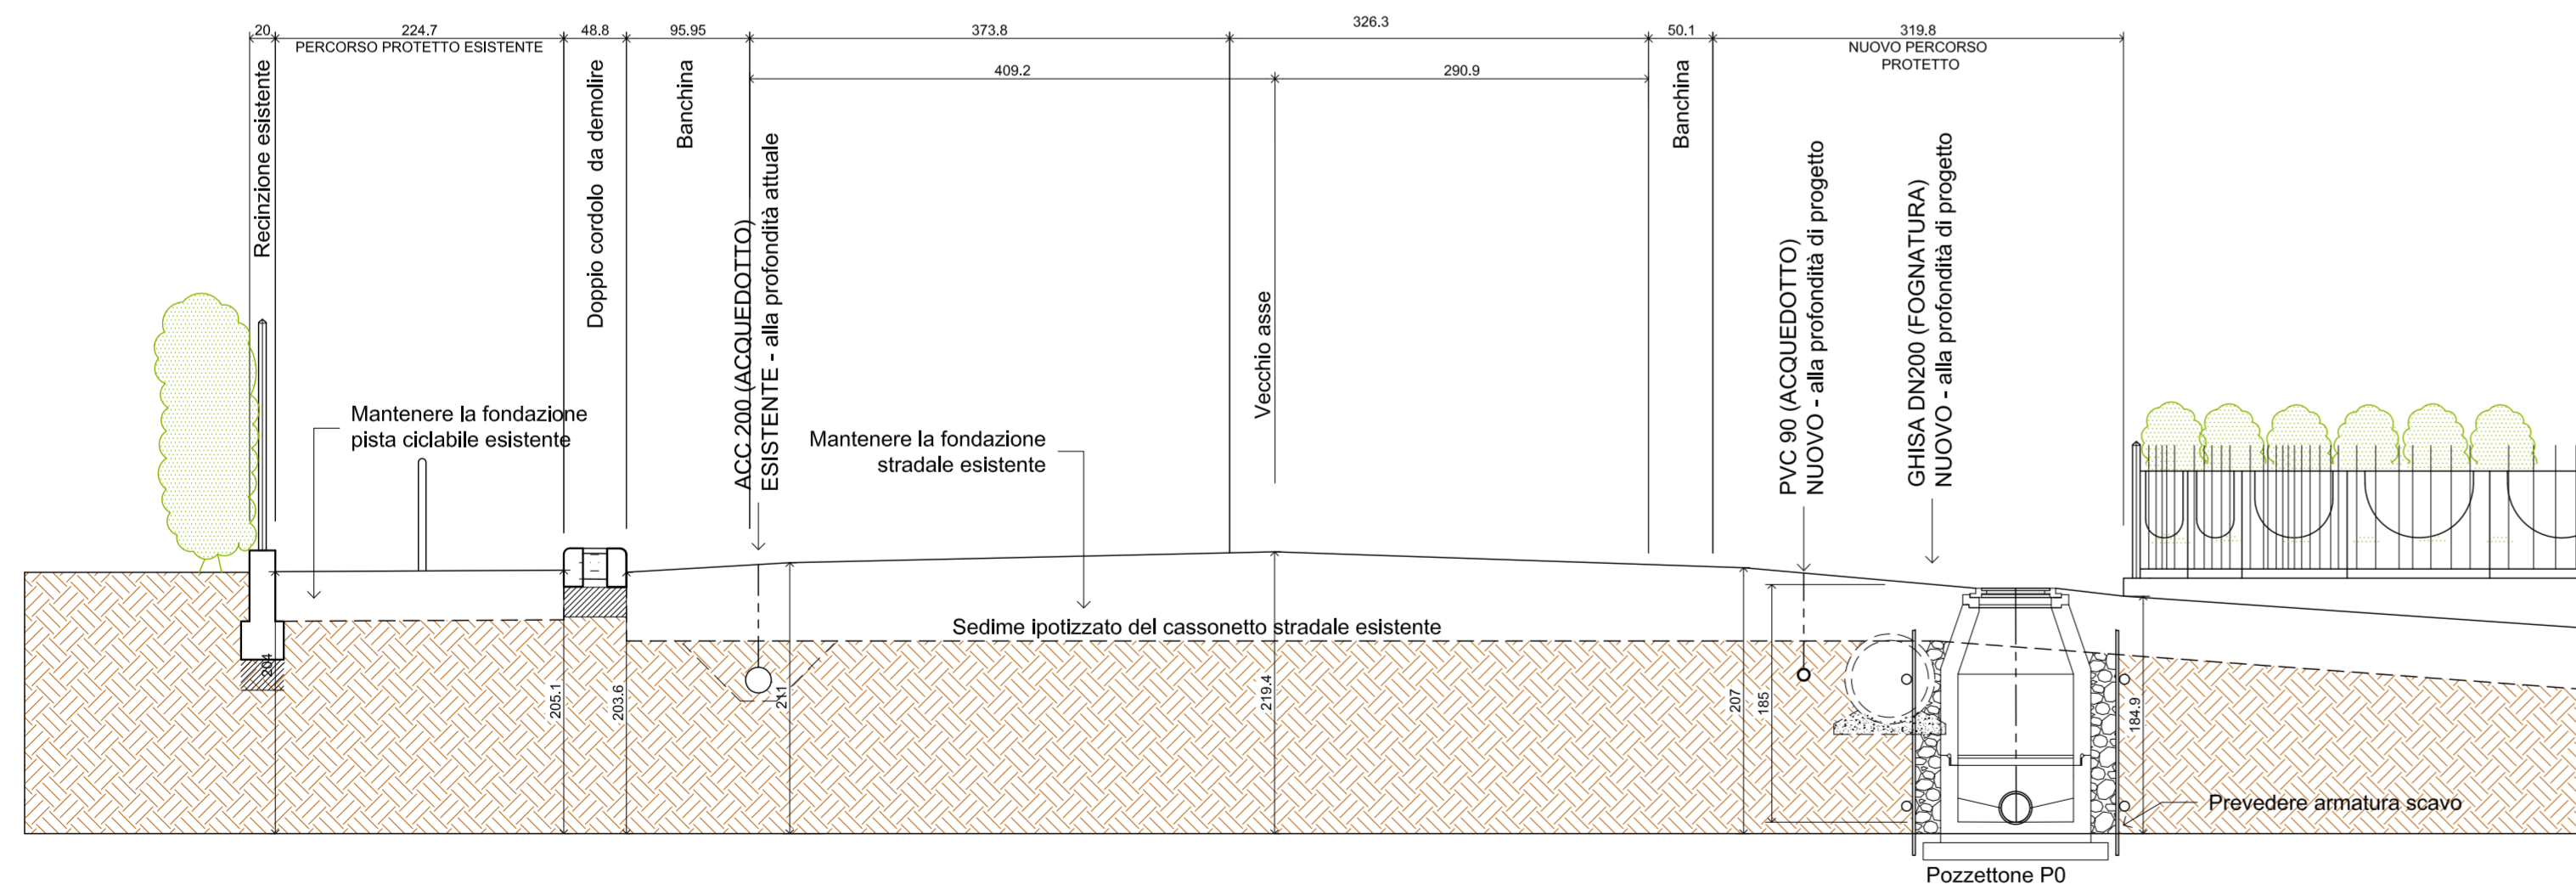 20
224.7
48.8
95.95
373.8
326.3
50.1
319.8
PERCORSO PROTETTO ESISTENTE
NUOVO PERCORSO
PROTETTO
409.2
290.9
Recinzione esistente
Doppio cordolo da demolire
Banchina
ACC 200 (ACQUEDOTTO)
ESISTENTE - alla profondità attuale
Vecchio asse
Banchina
PVC 90 (ACQUEDOTTO)
NUOVO - alla profondità di progetto
GHISA DN200 (FOGNATURA)
NUOVO - alla profondità di progetto
Mantenere la fondazione
pista ciclabile esistente
Mantenere la fondazione
stradale esistente
Sedime ipotizzato del cassonetto stradale esistente
204
205.1
203.6
211
219.4
207
185
184.9
Prevedere armatura scavo
Pozzettone P0